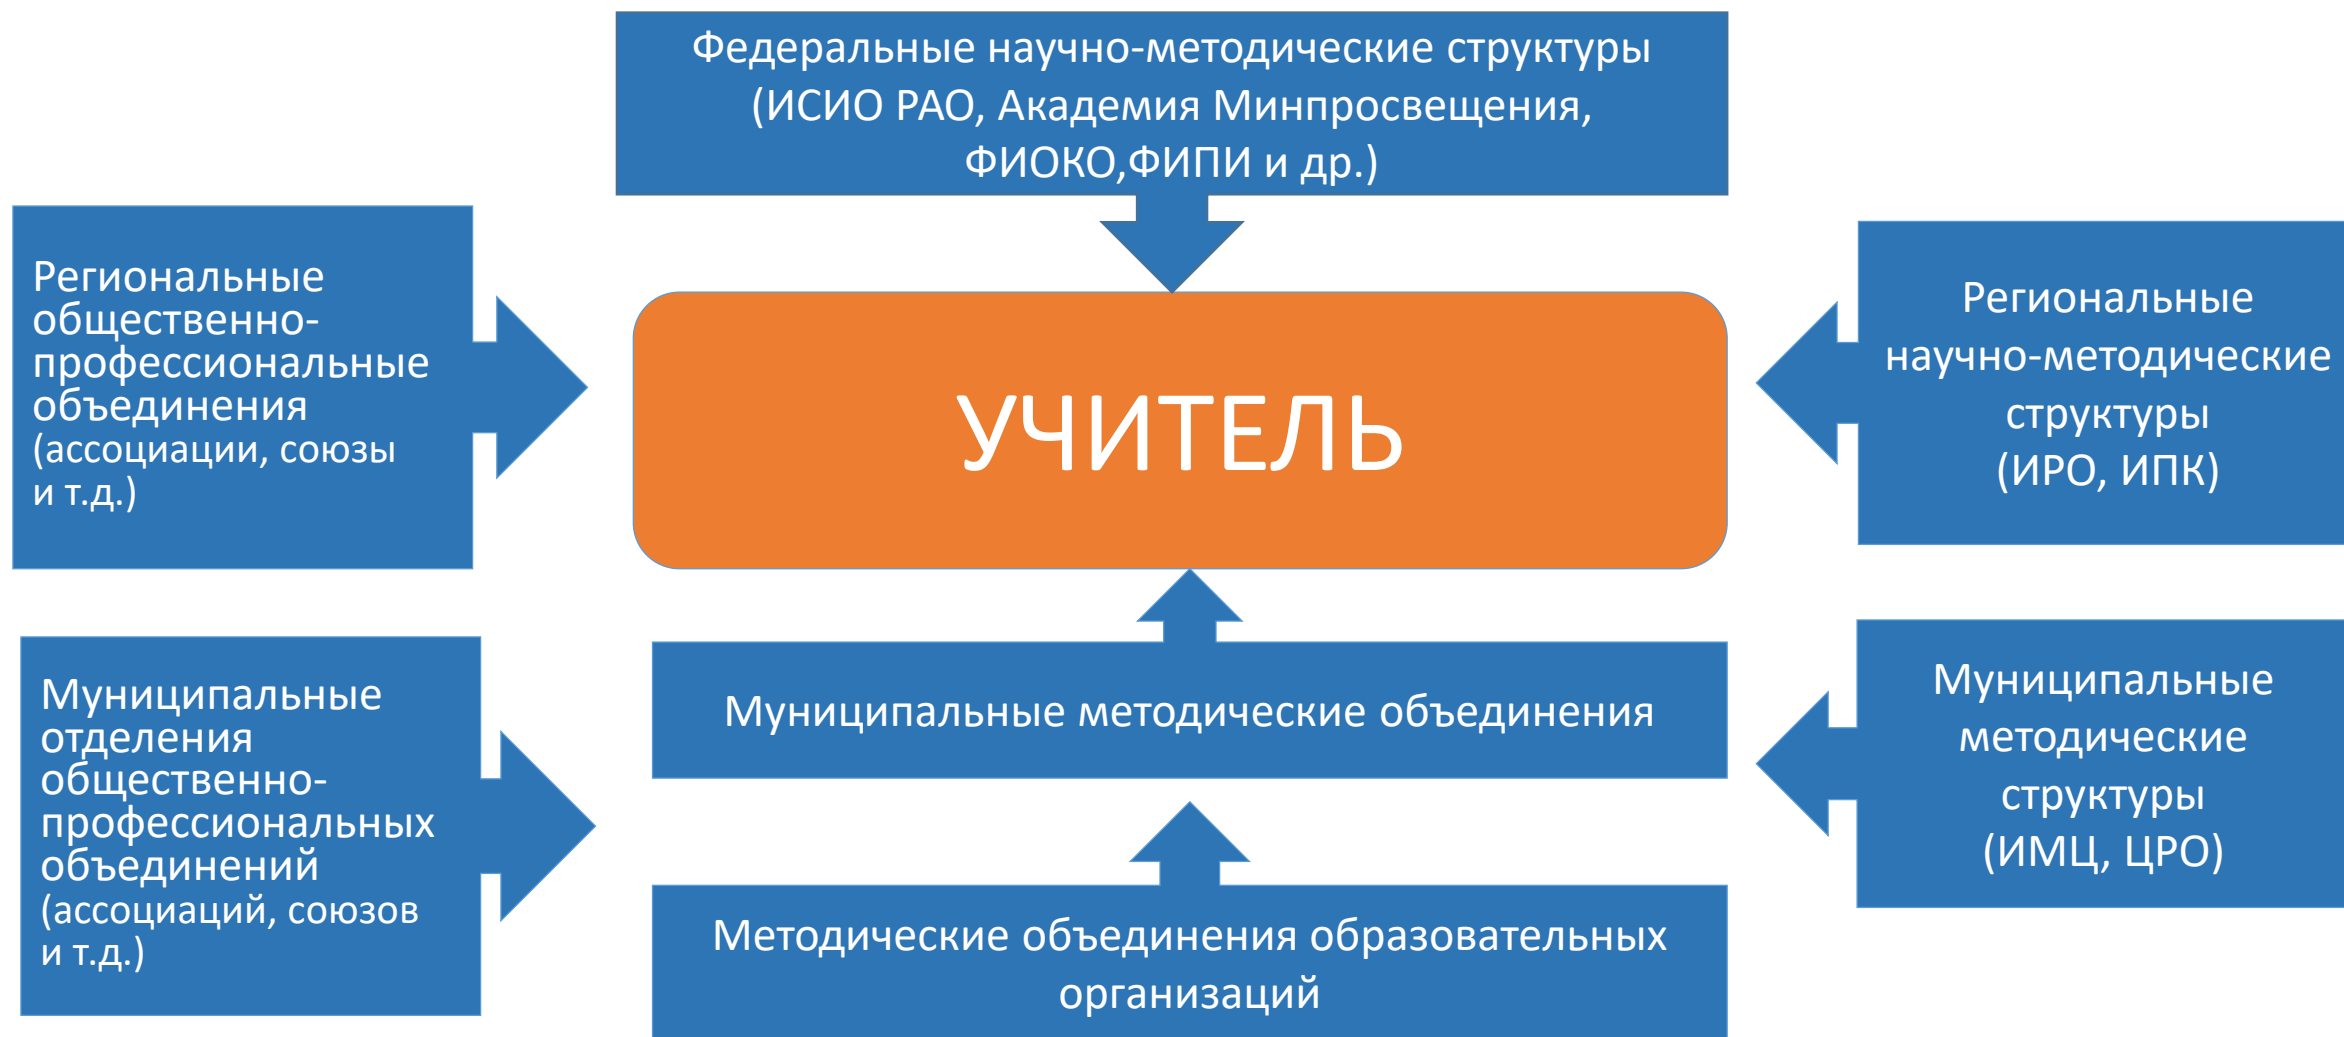 Федеральные научно-методические структуры
(ИСИО РАО, Академия Минпросвещения,
ФИОКО,ФИПИ и др.)
Региональные
общественно-
профессиональные
объединения
(ассоциации, союзы
и т.д.)
УЧИТЕЛЬ
Региональные
научно-методические
структуры
(ИРО, ИПК)
Муниципальные
отделения
общественно-
профессиональных
объединений
(ассоциаций, союзов
и т.д.)
Муниципальные методические объединения
Муниципальные
методические
структуры
(ИМЦ, ЦРО)
Методические объединения образовательных
организаций